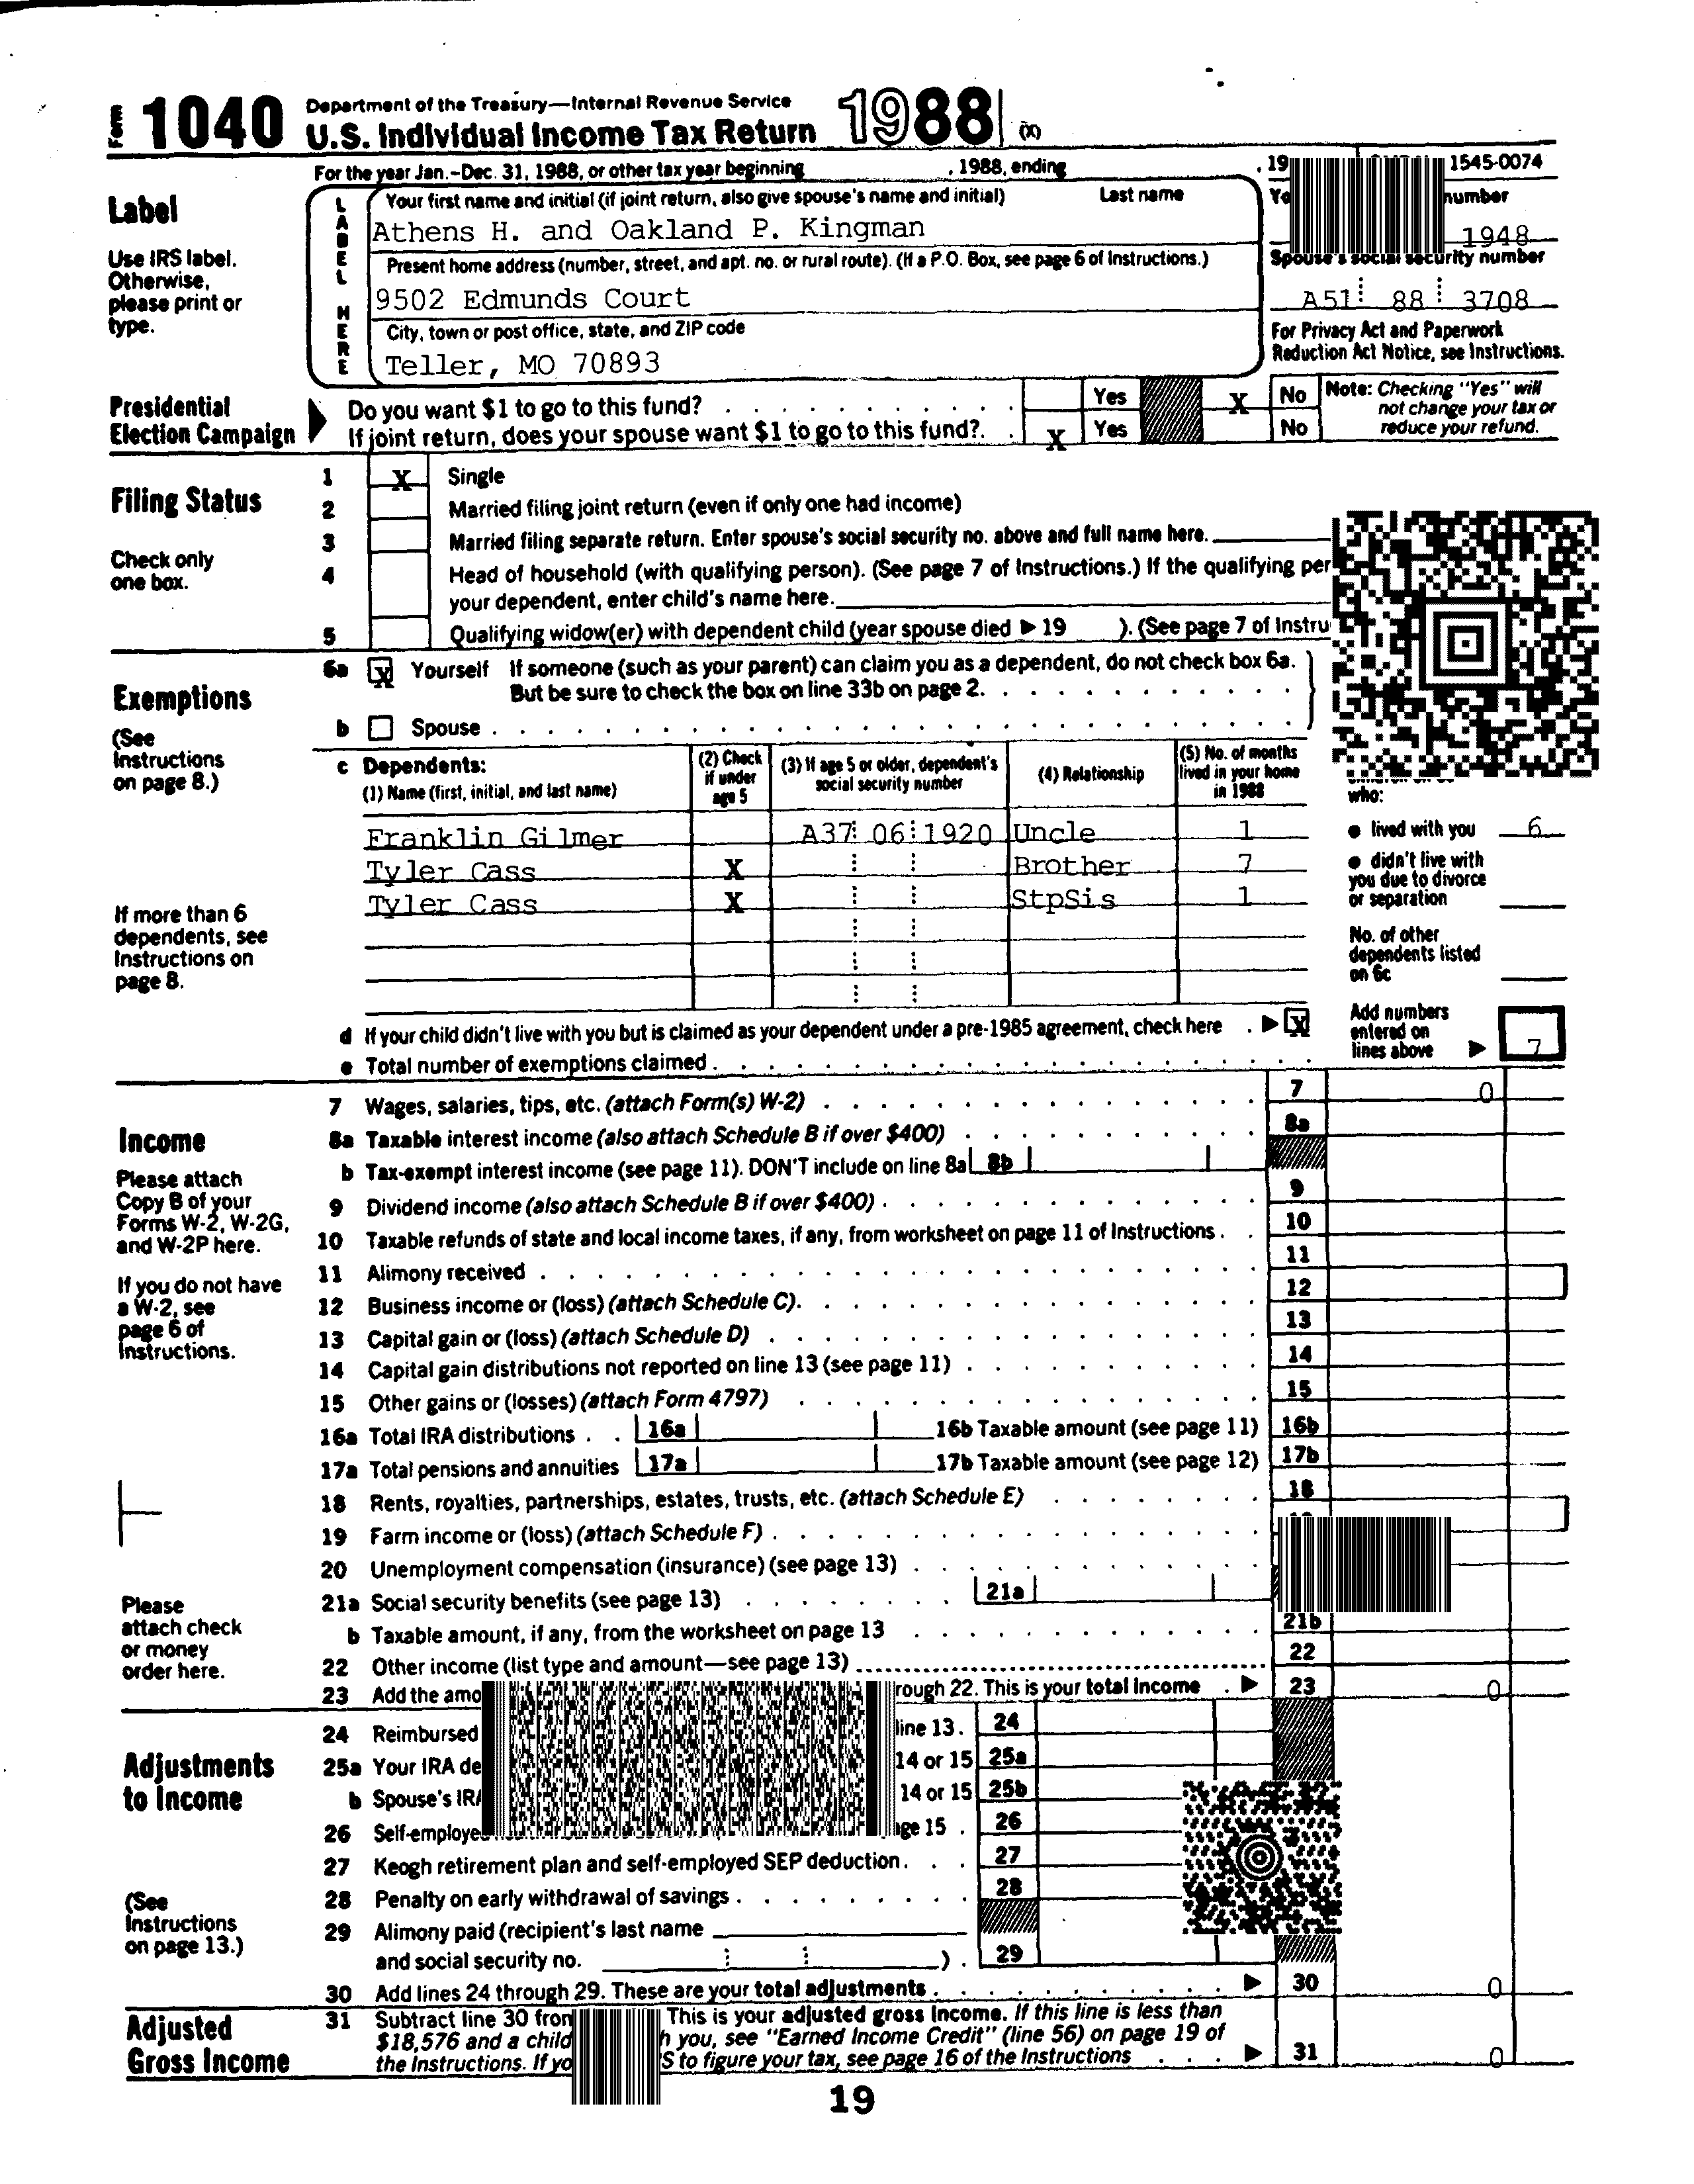 Form 1040 Department of the Treasury—Internal Revenue Service
U.S. Individual Income Tax Return 1988 (X)
For the year Jan.-Dec. 31, 1988, or other tax year beginning , 1988, ending , 19 1545-0074
Label
Use IRS label.
Otherwise,
please print or
type.
LABEL HERE
Your first name and initial (if joint return, also give spouse's name and initial) Last name
Athens H. and Oakland P. Kingman
number
1948
Present home address (number, street, and apt. no. or rural route). (If a P.O. Box, see page 6 of Instructions.)
9502 Edmunds Court
Spouse's social security number
A51 88 3708
City, town or post office, state, and ZIP code
Teller, MO 70893
For Privacy Act and Paperwork
Reduction Act Notice, see Instructions.
Presidential
Election Campaign
Do you want $1 to go to this fund? Yes X No
If joint return, does your spouse want $1 to go to this fund? X Yes No
Note: Checking "Yes" will
not change your tax or
reduce your refund.
Filing Status
Check only
one box.
1 X Single
2 Married filing joint return (even if only one had income)
3 Married filing separate return. Enter spouse's social security no. above and full name here.
4 Head of household (with qualifying person). (See page 7 of Instructions.) If the qualifying per
your dependent, enter child's name here.
5 Qualifying widow(er) with dependent child (year spouse died ▶ 19 ). (See page 7 of Instru
Exemptions
(See
Instructions
on page 8.)
If more than 6
dependents, see
Instructions on
page 8.
6a X Yourself If someone (such as your parent) can claim you as a dependent, do not check box 6a.
But be sure to check the box on line 33b on page 2.
b Spouse
c Dependents:
(1) Name (first, initial, and last name)
(2) Check
if under
age 5
(3) If age 5 or older, dependent's
social security number
(4) Relationship
(5) No. of months
lived in your home
in 1988
Franklin Gilmer A37 06 1920 Uncle 1
Tyler Cass X Brother 7
Tyler Cass X StpSis 1
who:
● lived with you 6
● didn't live with
you due to divorce
or separation
No. of other
dependents listed
on 6c
Add numbers
entered on
lines above ▶ 7
d If your child didn't live with you but is claimed as your dependent under a pre-1985 agreement, check here ▶ X
e Total number of exemptions claimed
Income
Please attach
Copy B of your
Forms W-2, W-2G,
and W-2P here.
If you do not have
a W-2, see
page 6 of
Instructions.
Please
attach check
or money
order here.
7 Wages, salaries, tips, etc. (attach Form(s) W-2) 7 0
8a Taxable interest income (also attach Schedule B if over $400) 8a
b Tax-exempt interest income (see page 11). DON'T include on line 8a 8b
9 Dividend income (also attach Schedule B if over $400) 9
10 Taxable refunds of state and local income taxes, if any, from worksheet on page 11 of Instructions 10
11 Alimony received 11
12 Business income or (loss) (attach Schedule C) 12
13 Capital gain or (loss) (attach Schedule D) 13
14 Capital gain distributions not reported on line 13 (see page 11) 14
15 Other gains or (losses) (attach Form 4797) 15
16a Total IRA distributions 16a 16b Taxable amount (see page 11) 16b
17a Total pensions and annuities 17a 17b Taxable amount (see page 12) 17b
18 Rents, royalties, partnerships, estates, trusts, etc. (attach Schedule E) 18
19 Farm income or (loss) (attach Schedule F)
20 Unemployment compensation (insurance) (see page 13)
21a Social security benefits (see page 13) 21a
b Taxable amount, if any, from the worksheet on page 13 21b
22 Other income (list type and amount—see page 13) 22
23 Add the amo rough 22. This is your total income ▶ 23 0
Adjustments
to Income
(See
Instructions
on page 13.)
24 Reimbursed line 13. 24
25a Your IRA de 14 or 15 25a
b Spouse's IRA 14 or 15 25b
26 Self-employe age 15 26
27 Keogh retirement plan and self-employed SEP deduction 27
28 Penalty on early withdrawal of savings 28
29 Alimony paid (recipient's last name
and social security no. ) 29
30 Add lines 24 through 29. These are your total adjustments ▶ 30 0
Adjusted
Gross Income
31 Subtract line 30 from This is your adjusted gross income. If this line is less than
$18,576 and a child h you, see "Earned Income Credit" (line 56) on page 19 of
the Instructions. If yo S to figure your tax, see page 16 of the Instructions ▶ 31 0
19